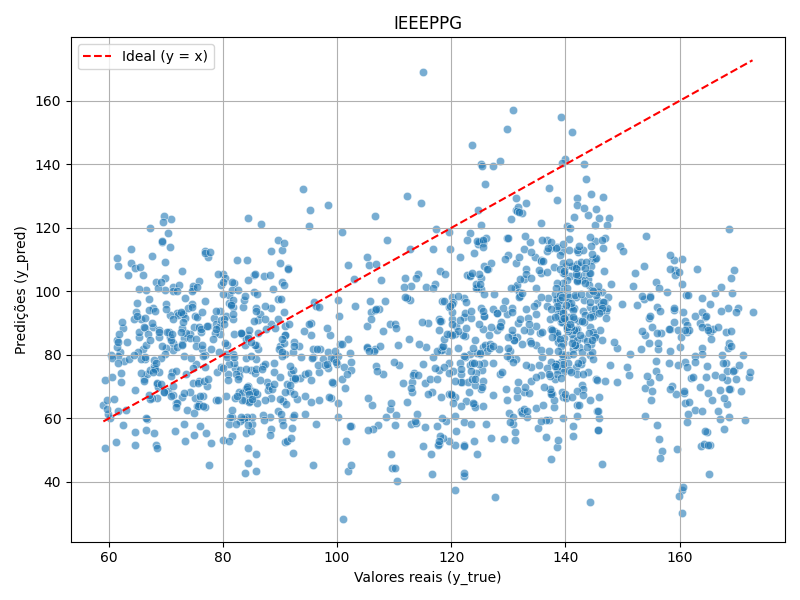 IEEEPPG
Ideal (y = x)
Predições (y_pred)
160
140
120
100
80
60
40
60 80 100 120 140 160
Valores reais (y_true)